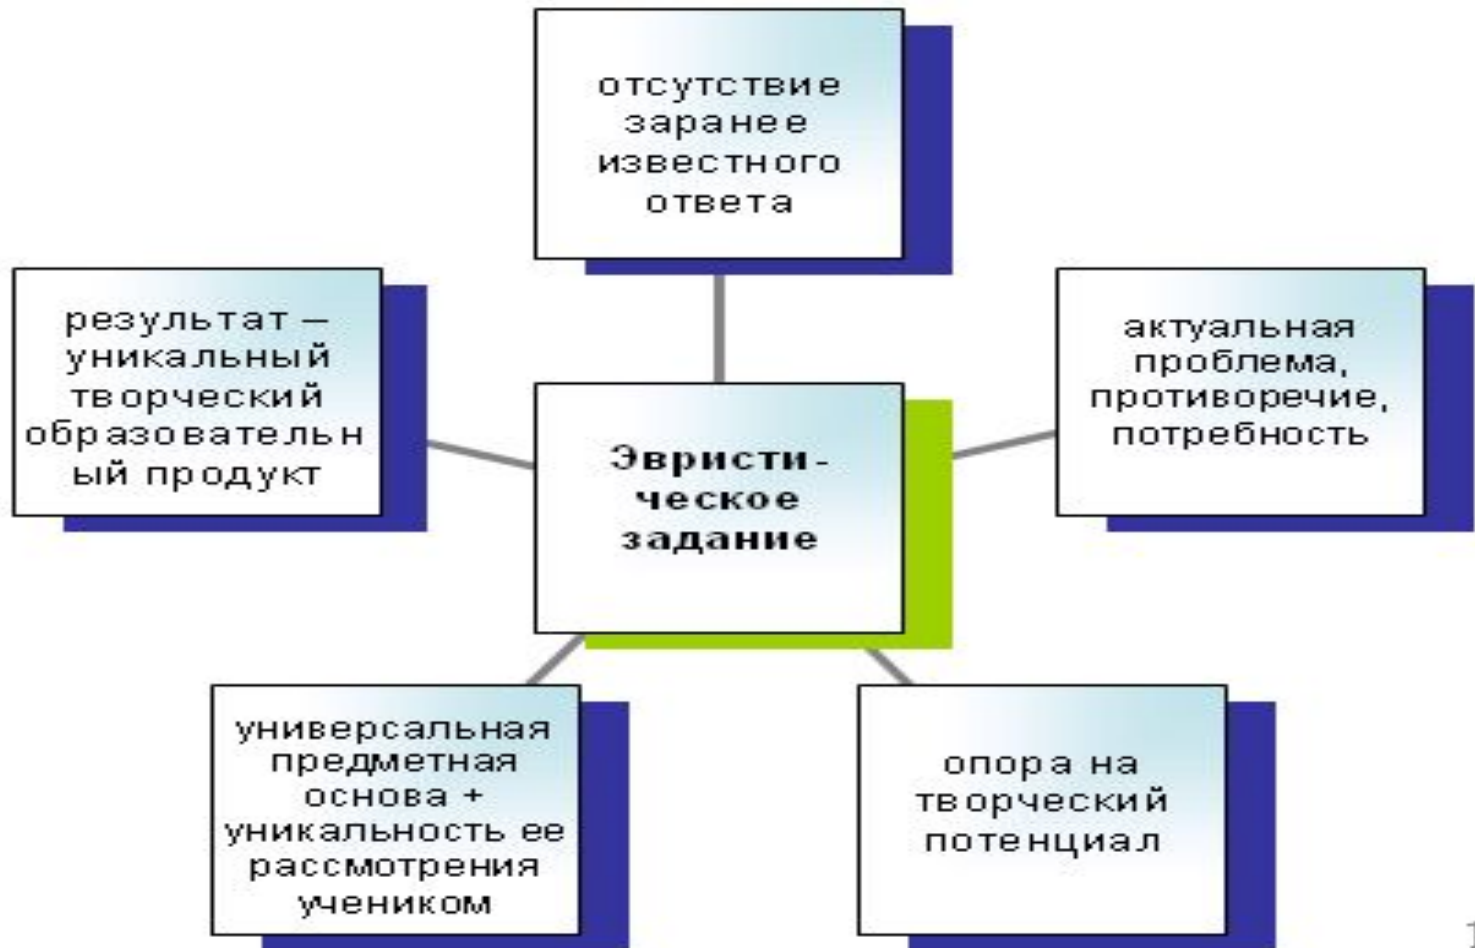 отсутствие
заранее
известного
ответа
результат –
уникальный
творческий
образовательн
ый продукт
актуальная
проблема,
противоречие,
потребность
Эвристи-
ческое
задание
универсальная
предметная
основа +
уникальность ее
рассмотрения
учеником
опора на
творческий
потенциал